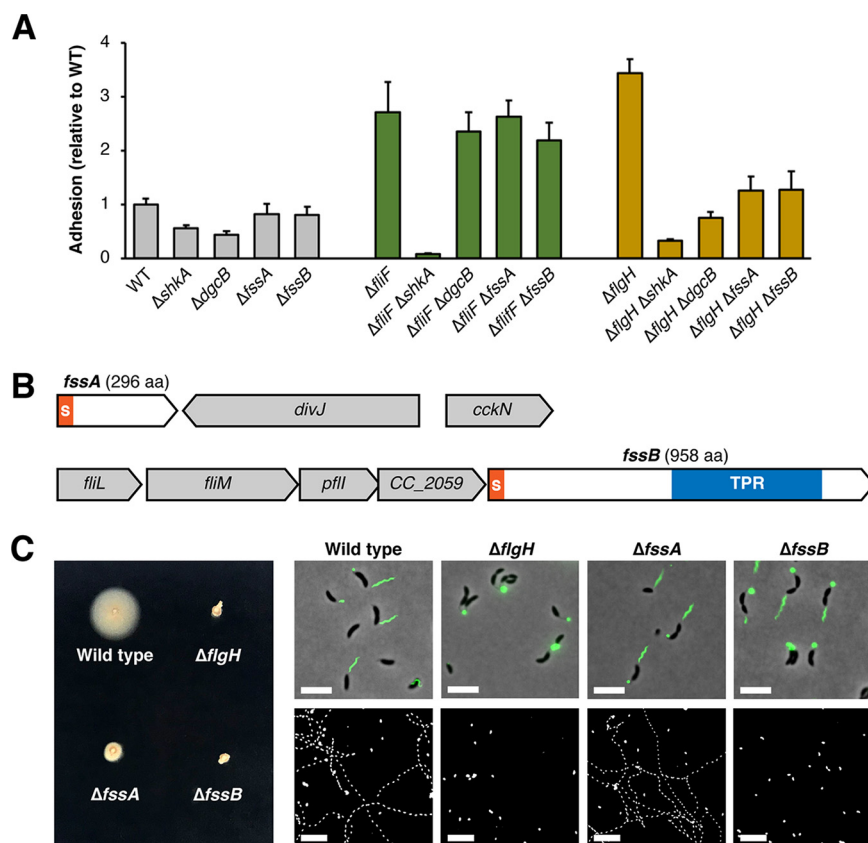 A
Adhesion (relative to WT)
4
3
2
1
0
WT
ΔshkA
ΔdgcB
ΔfssA
ΔfssB
ΔfliF
ΔfliF ΔshkA
ΔfliF ΔdgcB
ΔfliF ΔfssA
ΔflifF ΔfssB
ΔflgH
ΔflgH ΔshkA
ΔflgH ΔdgcB
ΔflgH ΔfssA
ΔflgH ΔfssB
B
fssA (296 aa)
S
divJ
cckN
fssB (958 aa)
fliL
fliM
pflI
CC_2059
S
TPR
C
Wild type
ΔflgH
ΔfssA
ΔfssB
Wild type
ΔflgH
ΔfssA
ΔfssB